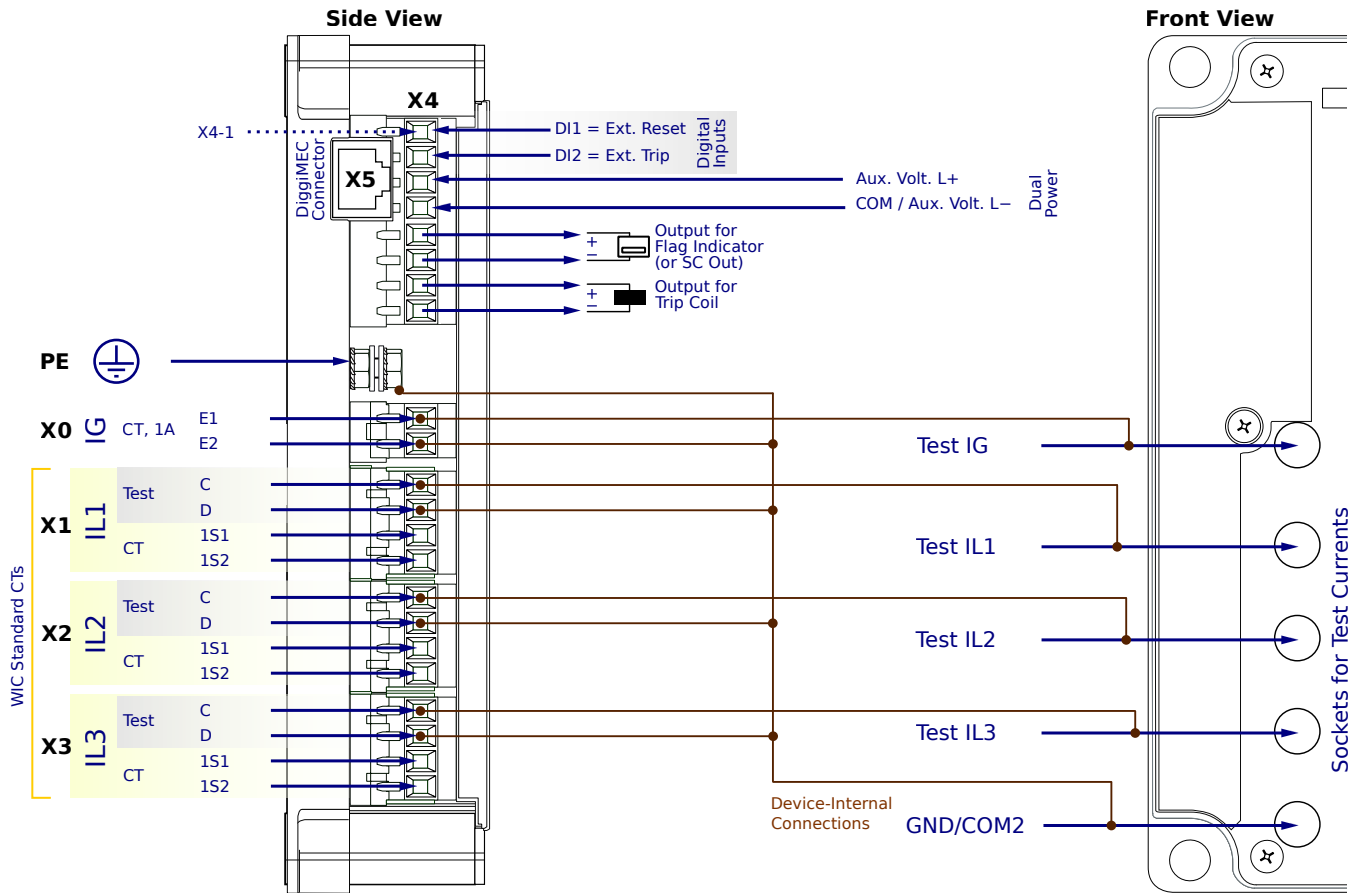 Side View
Front View
X4
X4-1
DI1 = Ext. Reset
DI2 = Ext. Trip
Digital
Inputs
DiggiMEC
Connector
X5
Aux. Volt. L+
COM / Aux. Volt. L−
Dual
Power
+
−
Output for
Flag Indicator
(or SC Out)
+
−
Output for
Trip Coil
PE
X0
IG
CT, 1A
E1
E2
Test IG
WIC Standard CTs
X1
IL1
Test
C
D
CT
1S1
1S2
Test IL1
X2
IL2
Test
C
D
CT
1S1
1S2
Test IL2
X3
IL3
Test
C
D
CT
1S1
1S2
Test IL3
Device-Internal
Connections
GND/COM2
Sockets for Test Currents